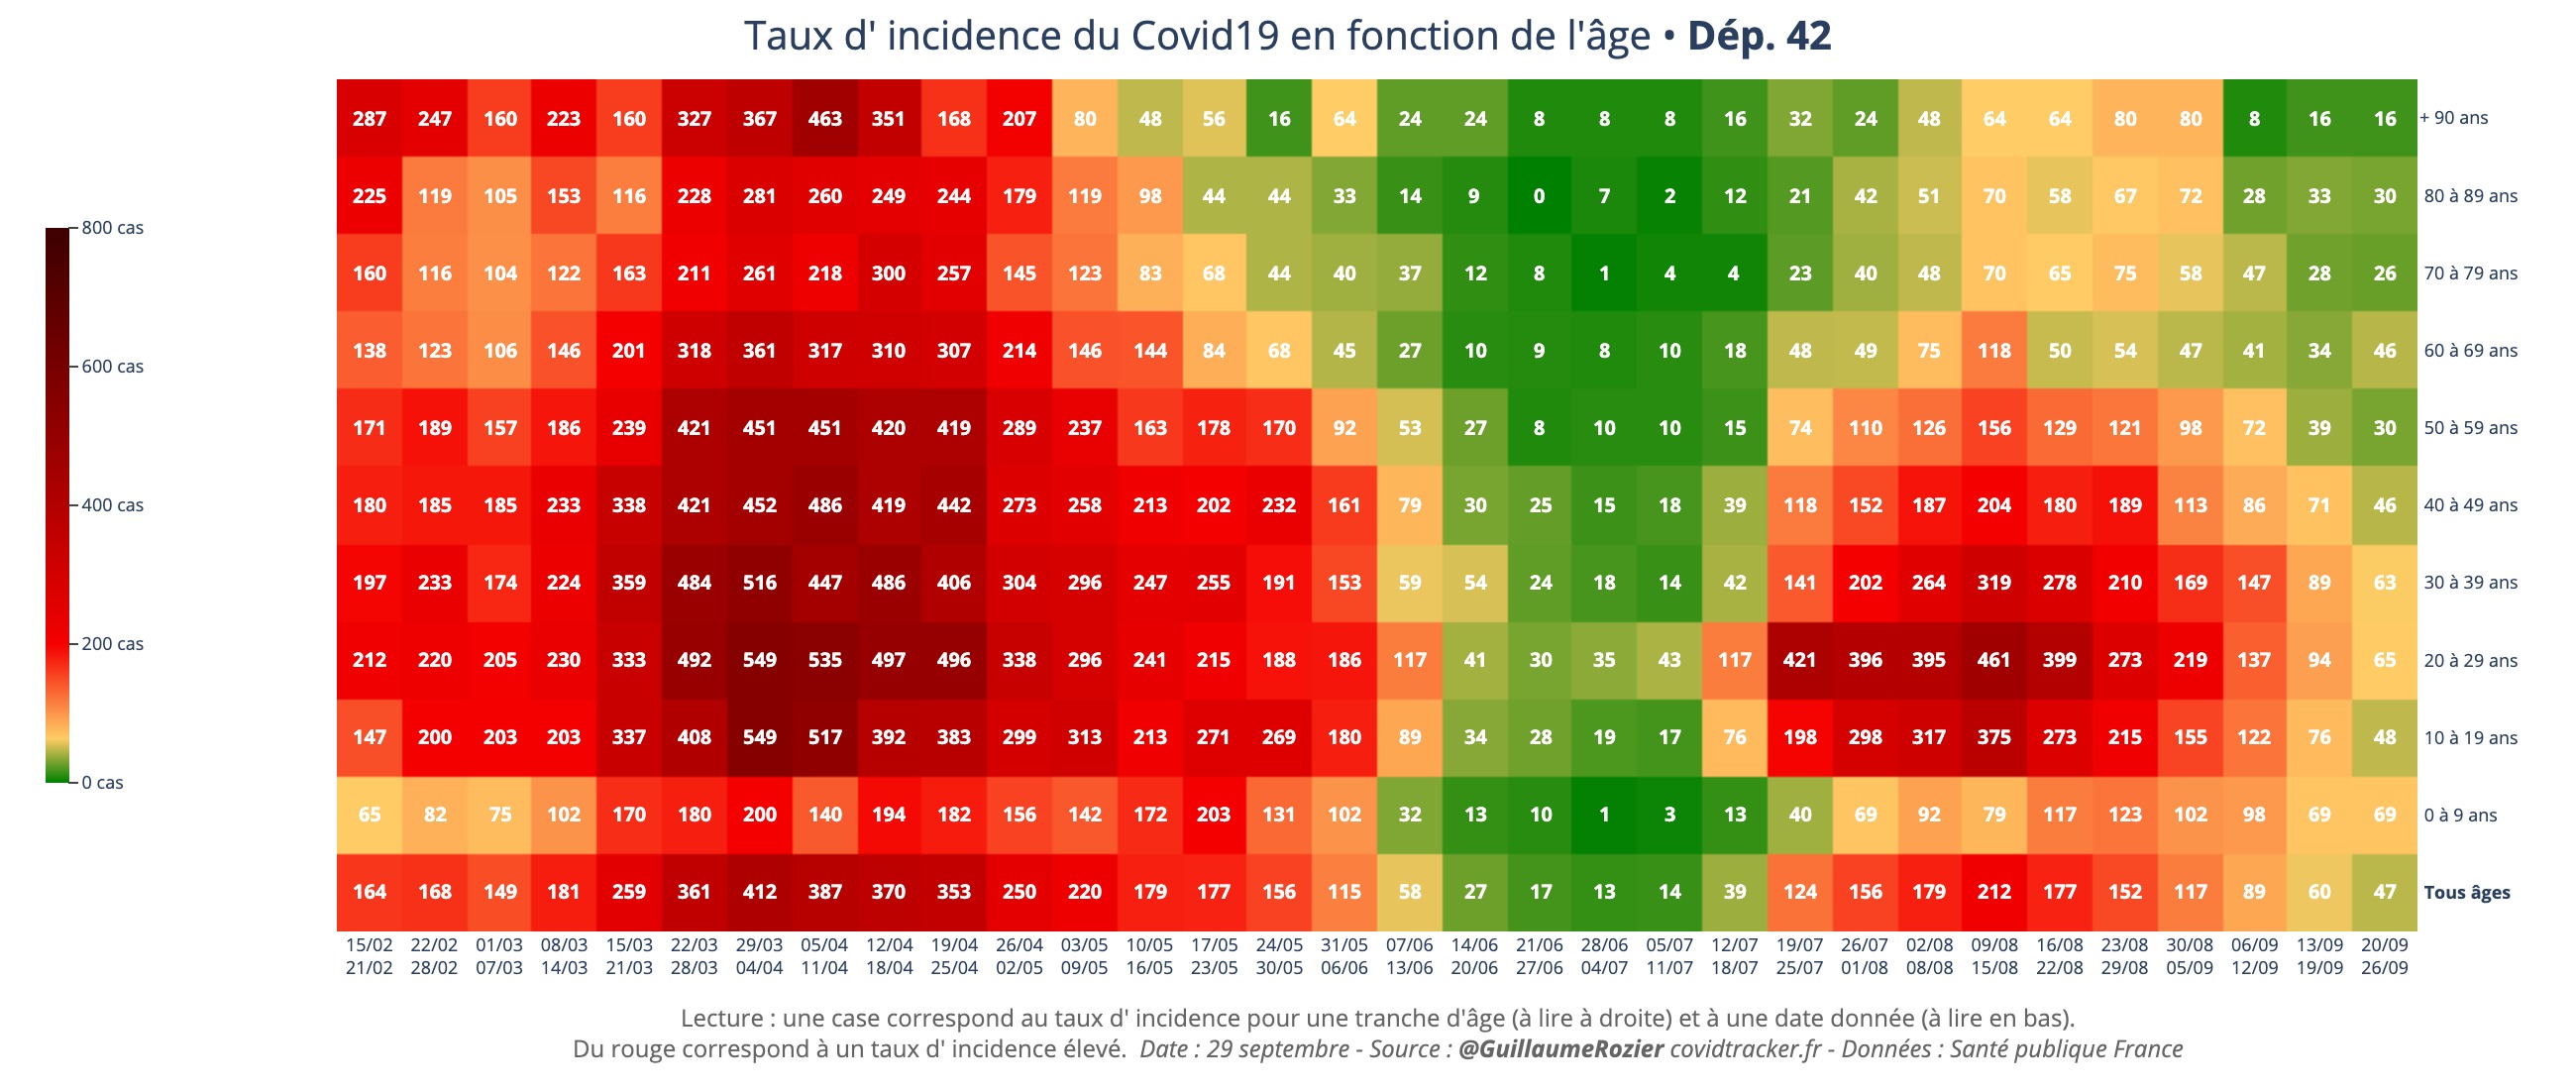 Taux d' incidence du Covid19 en fonction de l'âge • Dép. 42
287 247 160 223 160 327 367 463 351 168 207 80 48 56 16 64 24 24 8 8 8 16 32 24 48 64 64 80 80 8 16 16 + 90 ans
225 119 105 153 116 228 281 260 249 244 179 119 98 44 44 33 14 9 0 7 2 12 21 42 51 70 58 67 72 28 33 30 80 à 89 ans
800 cas
160 116 104 122 163 211 261 218 300 257 145 123 83 68 44 40 37 12 8 1 4 4 23 40 48 70 65 75 58 47 28 26 70 à 79 ans
138 123 106 146 201 318 361 317 310 307 214 146 144 84 68 45 27 10 9 8 10 18 48 49 75 118 50 54 47 41 34 46 60 à 69 ans
600 cas
171 189 157 186 239 421 451 451 420 419 289 237 163 178 170 92 53 27 8 10 10 15 74 110 126 156 129 121 98 72 39 30 50 à 59 ans
400 cas
180 185 185 233 338 421 452 486 419 442 273 258 213 202 232 161 79 30 25 15 18 39 118 152 187 204 180 189 113 86 71 46 40 à 49 ans
197 233 174 224 359 484 516 447 486 406 304 296 247 255 191 153 59 54 24 18 14 42 141 202 264 319 278 210 169 147 89 63 30 à 39 ans
200 cas
212 220 205 230 333 492 549 535 497 496 338 296 241 215 188 186 117 41 30 35 43 117 421 396 395 461 399 273 219 137 94 65 20 à 29 ans
147 200 203 203 337 408 549 517 392 383 299 313 213 271 269 180 89 34 28 19 17 76 198 298 317 375 273 215 155 122 76 48 10 à 19 ans
0 cas
65 82 75 102 170 180 200 140 194 182 156 142 172 203 131 102 32 13 10 1 3 13 40 69 92 79 117 123 102 98 69 69 0 à 9 ans
164 168 149 181 259 361 412 387 370 353 250 220 179 177 156 115 58 27 17 13 14 39 124 156 179 212 177 152 117 89 60 47 Tous âges
15/02 22/02 01/03 08/03 15/03 22/03 29/03 05/04 12/04 19/04 26/04 03/05 10/05 17/05 24/05 31/05 07/06 14/06 21/06 28/06 05/07 12/07 19/07 26/07 02/08 09/08 16/08 23/08 30/08 06/09 13/09 20/09
21/02 28/02 07/03 14/03 21/03 28/03 04/04 11/04 18/04 25/04 02/05 09/05 16/05 23/05 30/05 06/06 13/06 20/06 27/06 04/07 11/07 18/07 25/07 01/08 08/08 15/08 22/08 29/08 05/09 12/09 19/09 26/09
Lecture : une case correspond au taux d' incidence pour une tranche d'âge (à lire à droite) et à une date donnée (à lire en bas).
Du rouge correspond à un taux d' incidence élevé. Date : 29 septembre - Source : @GuillaumeRozier covidtracker.fr - Données : Santé publique France